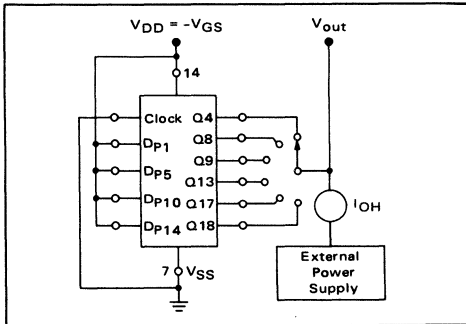 VDD = -VGS
Vout
14
Clock Q4
DP1 Q8
Q9
DP5
Q13
DP10 Q17
DP14 Q18
IOH
7 VSS
External
Power
Supply